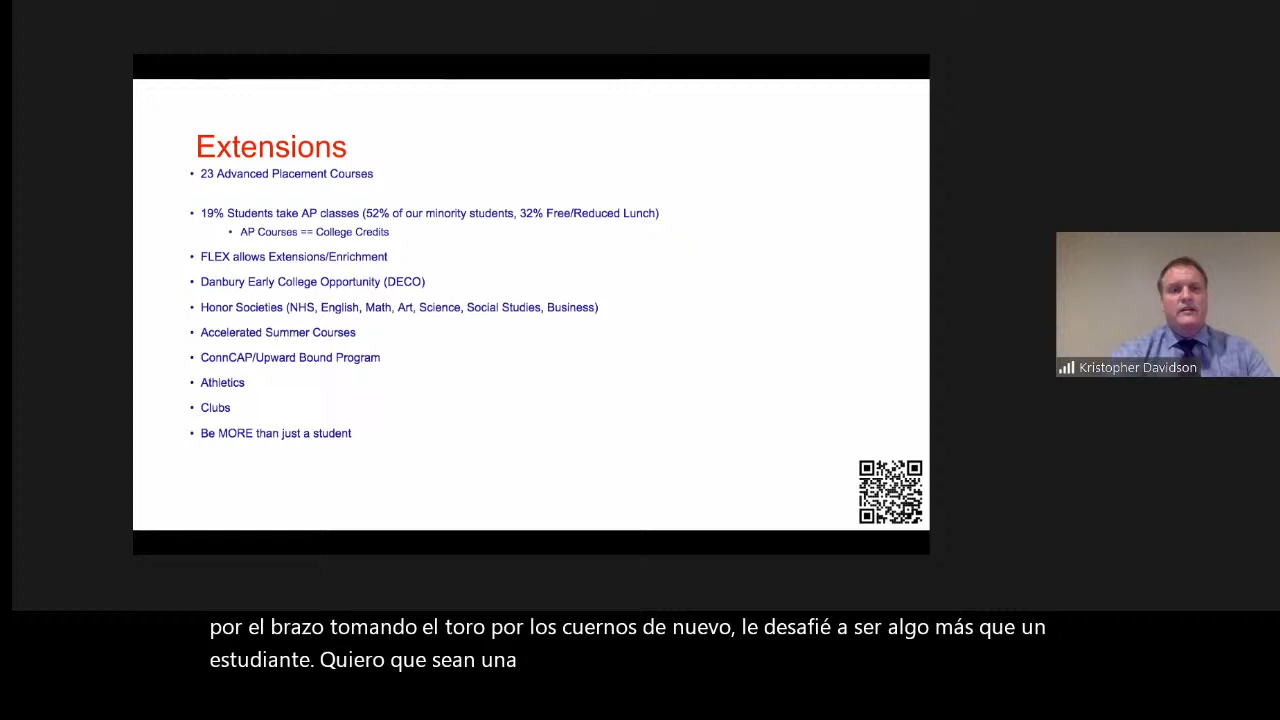 Extensions
• 23 Advanced Placement Courses
• 19% Students take AP classes (52% of our minority students, 32% Free/Reduced Lunch)
• AP Courses == College Credits
• FLEX allows Extensions/Enrichment
• Danbury Early College Opportunity (DECO)
• Honor Societies (NHS, English, Math, Art, Science, Social Studies, Business)
• Accelerated Summer Courses
• ConnCAP/Upward Bound Program
• Athletics
• Clubs
• Be MORE than just a student
Kristopher Davidson
por el brazo tomando el toro por los cuernos de nuevo, le desafié a ser algo más que un
estudiante. Quiero que sean una